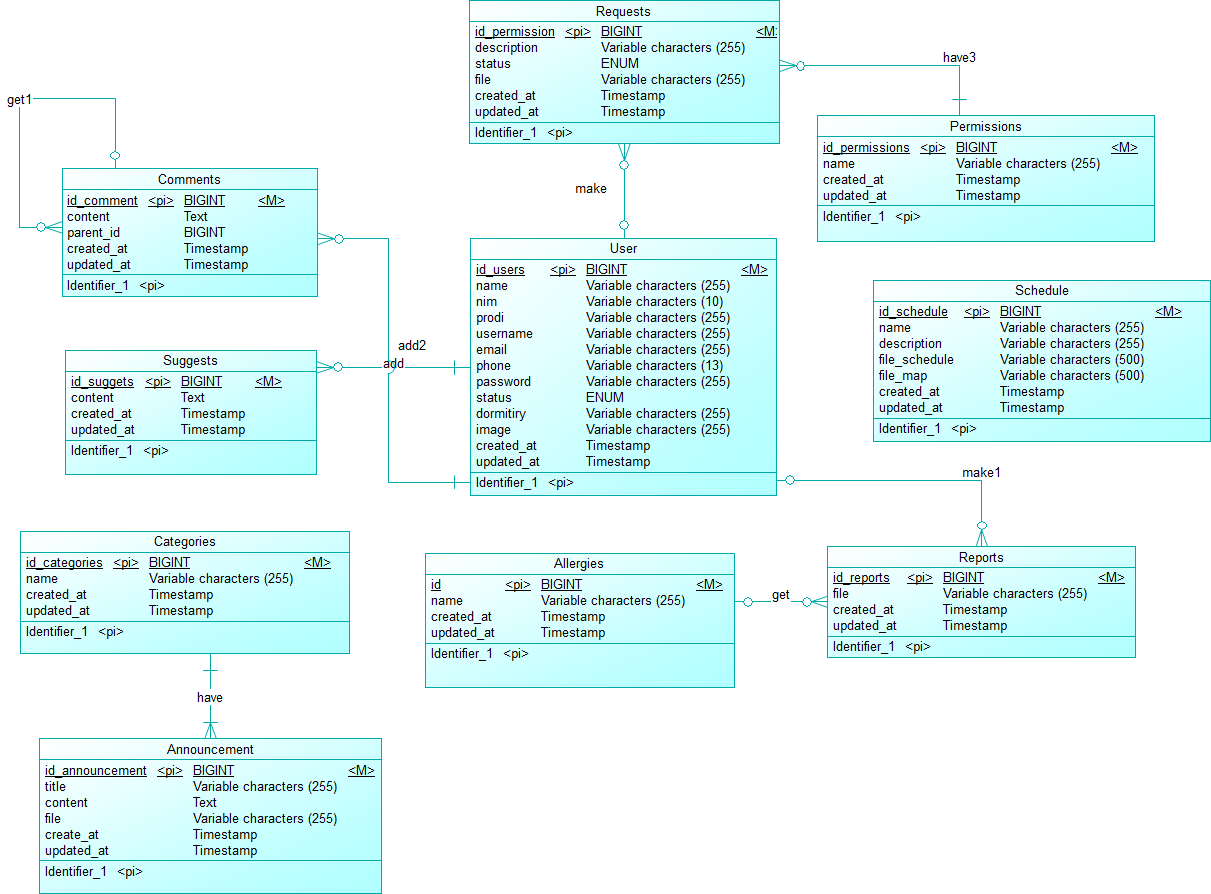 Requests
id_permission <pi> BIGINT <M>
description Variable characters (255)
status ENUM
file Variable characters (255)
created_at Timestamp
updated_at Timestamp
Identifier_1 <pi>
have3
get1
Permissions
id_permissions <pi> BIGINT <M>
name Variable characters (255)
created_at Timestamp
updated_at Timestamp
Identifier_1 <pi>
make
Comments
id_comment <pi> BIGINT <M>
content Text
parent_id BIGINT
created_at Timestamp
updated_at Timestamp
Identifier_1 <pi>
User
id_users <pi> BIGINT <M>
name Variable characters (255)
nim Variable characters (10)
prodi Variable characters (255)
username Variable characters (255)
email Variable characters (255)
phone Variable characters (13)
password Variable characters (255)
status ENUM
dormitiry Variable characters (255)
image Variable characters (255)
created_at Timestamp
updated_at Timestamp
Identifier_1 <pi>
Schedule
id_schedule <pi> BIGINT <M>
name Variable characters (255)
description Variable characters (255)
file_schedule Variable characters (500)
file_map Variable characters (500)
created_at Timestamp
updated_at Timestamp
Identifier_1 <pi>
add2
add
Suggests
id_suggets <pi> BIGINT <M>
content Text
created_at Timestamp
updated_at Timestamp
Identifier_1 <pi>
make1
Categories
id_categories <pi> BIGINT <M>
name Variable characters (255)
created_at Timestamp
updated_at Timestamp
Identifier_1 <pi>
Allergies
id <pi> BIGINT <M>
name Variable characters (255)
created_at Timestamp
updated_at Timestamp
Identifier_1 <pi>
get
Reports
id_reports <pi> BIGINT <M>
file Variable characters (255)
created_at Timestamp
updated_at Timestamp
Identifier_1 <pi>
have
Announcement
id_announcement <pi> BIGINT <M>
title Variable characters (255)
content Text
file Variable characters (255)
create_at Timestamp
updated_at Timestamp
Identifier_1 <pi>